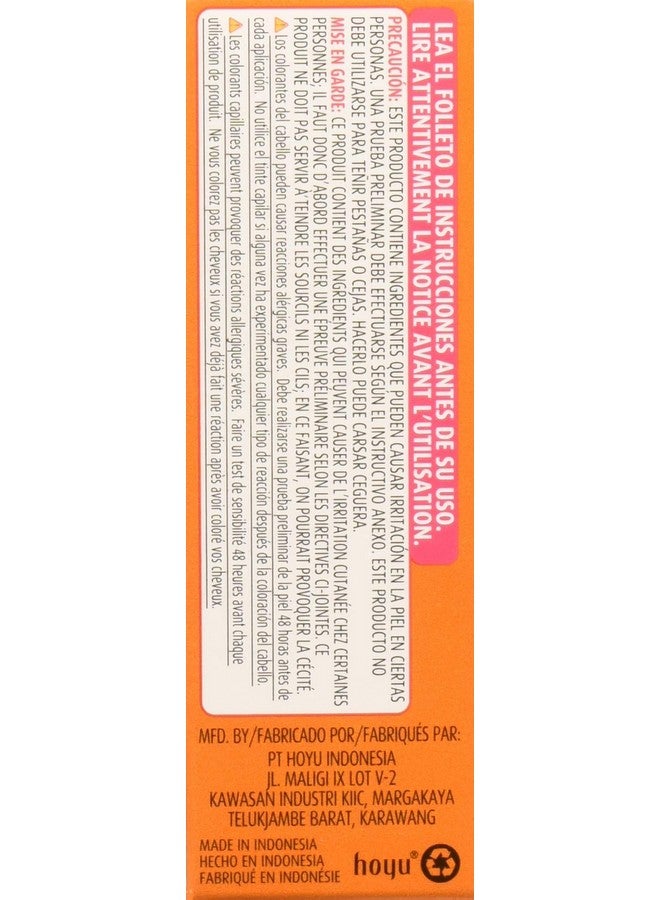 LEA EL FOLLETO DE INSTRUCCIONES ANTES DE SU USO.
LIRE ATTENTIVEMENT LA NOTICE AVANT L'UTILISATION.
PRECAUCIÓN: ESTE PRODUCTO CONTIENE INGREDIENTES QUE PUEDEN CAUSAR IRRITACIÓN EN LA PIEL EN CIERTAS
PERSONAS. UNA PRUEBA PRELIMINAR DEBE EFECTUARSE SEGUN EL INSTRUCTIVO ANEXO. ESTE PRODUCTO NO
DEBE UTILIZARSE PARA TEÑIR PESTAÑAS O CEJAS. HACERLO PUEDE CARSAR CEGUERA.
MISE EN GARDE: CE PRODUIT CONTIENT DES INGREDIENTS QUI PEUVENT CAUSER DE L'IRRITATION CUTANÉE CHEZ CERTAINES
PERSONNES; IL FAUT DONC D'ABORD EFFECTUER UNE ÉPREUVE PRÉLIMINAIRE SELON LES DIRECTIVES CI-JOINTES. CE
PRODUIT NE DOIT PAS SERVIR À TEINDRE LES SOURCILS NI LES CILS; EN CE FAISANT, ON POURRAIT PROVOQUER LA CÉCITÉ.
Los colorantes del cabello pueden causar reacciones alérgicas graves. Debe realizarse una prueba preliminar de la piel 48 horas antes de
cada aplicación. No utilice el tinte capilar si alguna vez ha experimentado cualquier tipo de reacción después de la coloración del cabello.
Les colorants capillaires peuvent provoquer des réactions allergiques sévères. Faire un test de sensibilité 48 heures avant chaque
utilisation de produit. Ne vous colorez pas les cheveux si vous avez déjà fait une réaction après avoir coloré vos cheveux.
MFD. BY/FABRICADO POR/FABRIQUÉS PAR:
PT HOYU INDONESIA
JL. MALIGI IX LOT V-2
KAWASAN INDUSTRI KIIC, MARGAKAYA
TELUKJAMBE BARAT, KARAWANG
MADE IN INDONESIA
HECHO EN INDONESIA
FABRIQUÉ EN INDONÉSIE
hoyu®